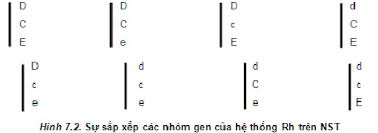 D D D d
C C c C
E e E E
D d d d
c c C c
e e e E
Hình 7.2. Sự sắp xếp các nhóm gen của hệ thống Rh trên NST